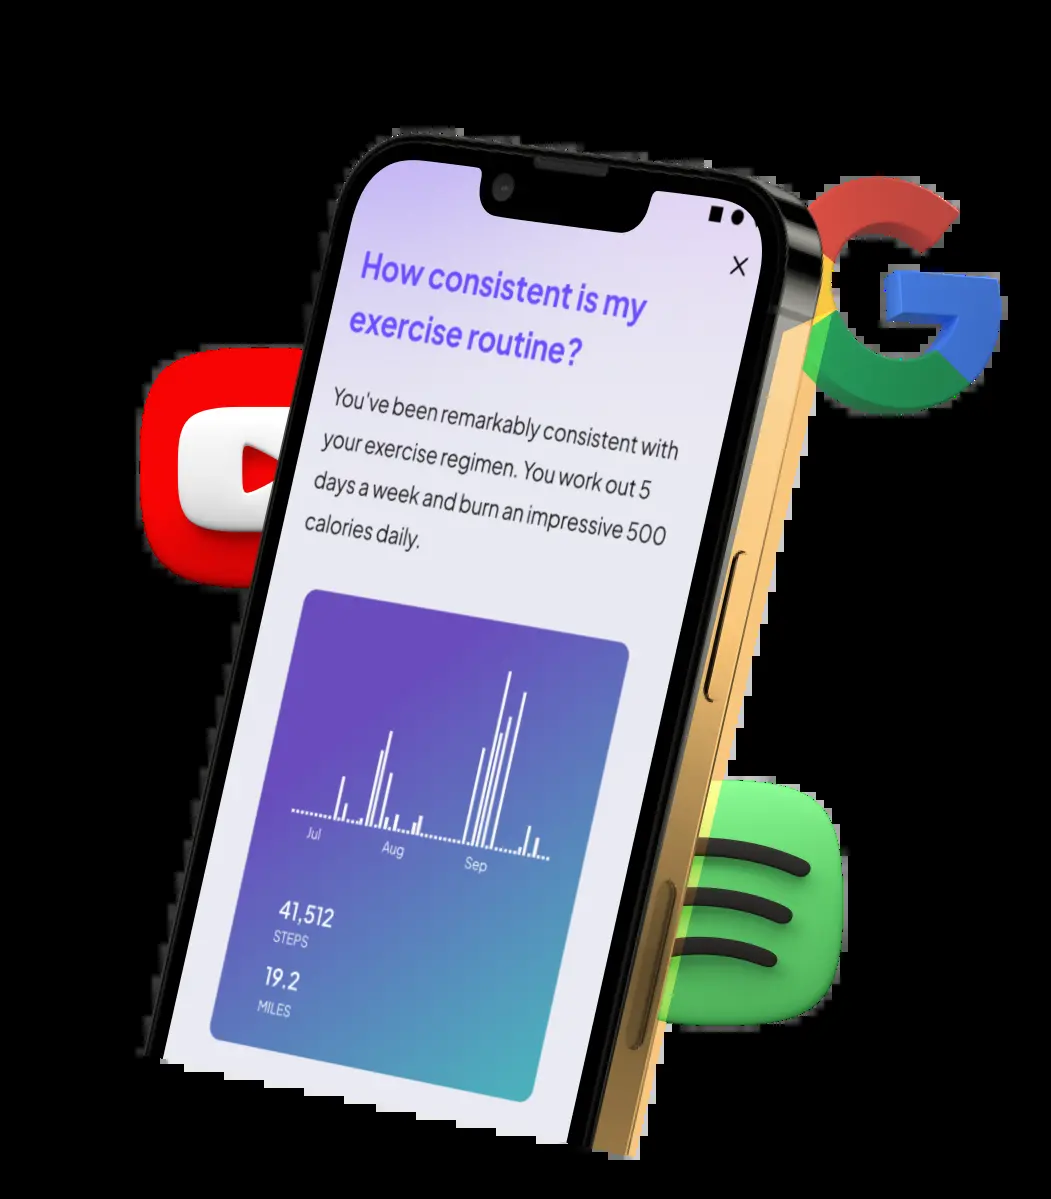 How consistent is my
exercise routine?
You've been remarkably consistent with
your exercise regimen. You work out 5
days a week and burn an impressive 500
calories daily.
Jul
Aug
Sep
41,512
STEPS
19.2
MILES